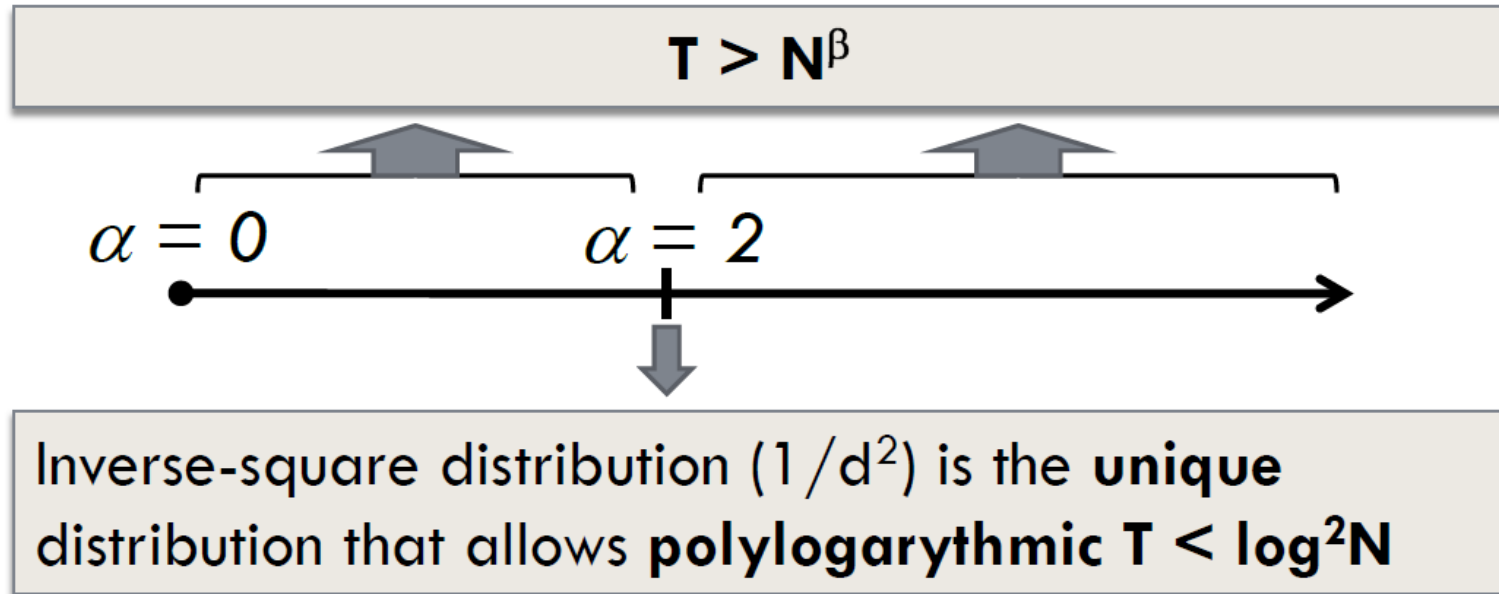 T > N^β
α = 0 α = 2
Inverse-square distribution (1/d²) is the unique
distribution that allows polylogarythmic T < log²N